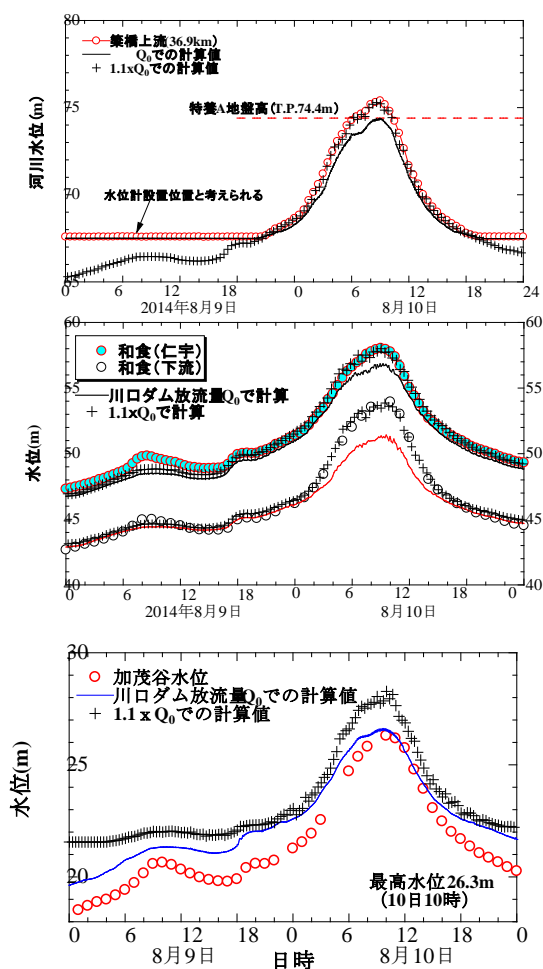 簗橋上流(36.9km)
Q₀での計算値
1.1xQ₀での計算値
特養A地盤高(T.P.74.4m)
水位計設置位置と考えられる
河川水位(m)
80
75
70
65
0 6 12 18 0 6 12 18 24
2014年8月9日 8月10日
和食(仁宇)
和食(下流)
川口ダム放流量Q₀で計算
1.1xQ₀で計算
水位(m)
60 60
55 55
50 50
45 45
40 40
0 6 12 18 0 6 12 18 0
2014年8月9日 8月10日
加茂谷水位
川口ダム放流量Q₀での計算値
1.1 x Q₀での計算値
水位(m)
30
25
20
最高水位26.3m
(10日10時)
0 6 12 18 0 6 12 18 0
8月9日 日時 8月10日